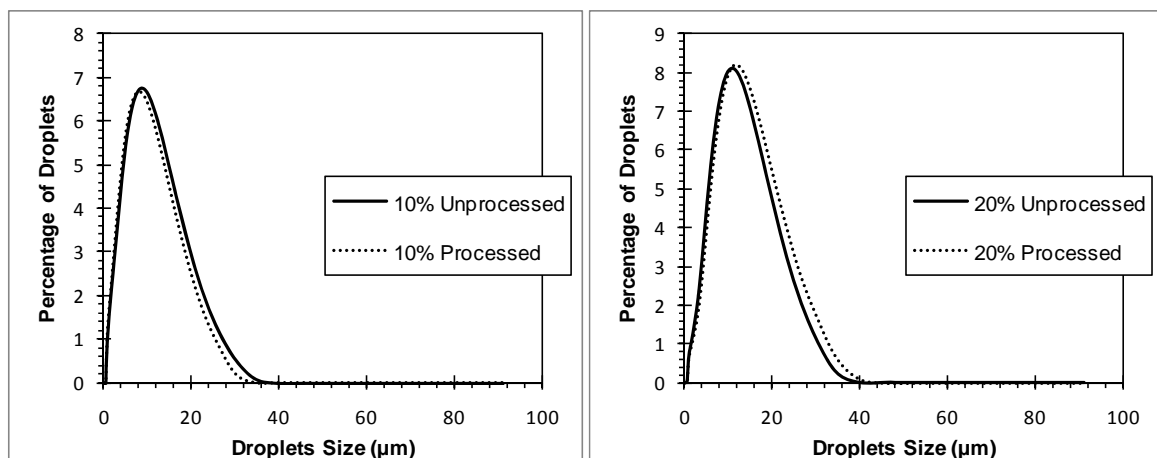 Percentage of Droplets
8
7
6
5
4
3
2
1
0
0 20 40 60 80 100
Droplets Size (µm)
10% Unprocessed
10% Processed
Percentage of Droplets
9
8
7
6
5
4
3
2
1
0
0 20 40 60 80 100
Droplets Size (µm)
20% Unprocessed
20% Processed